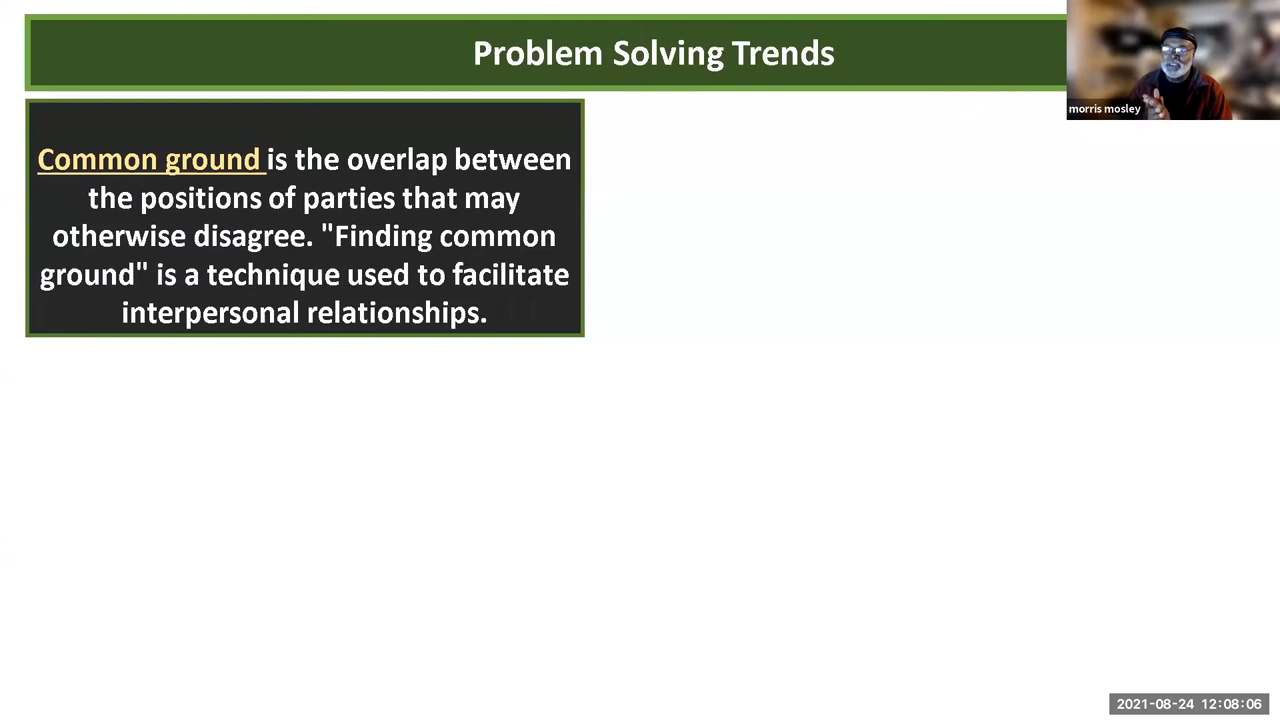 Problem Solving Trends
morris mosley
Common ground is the overlap between
the positions of parties that may
otherwise disagree. "Finding common
ground" is a technique used to facilitate
interpersonal relationships.
2021-08-24 12:08:06